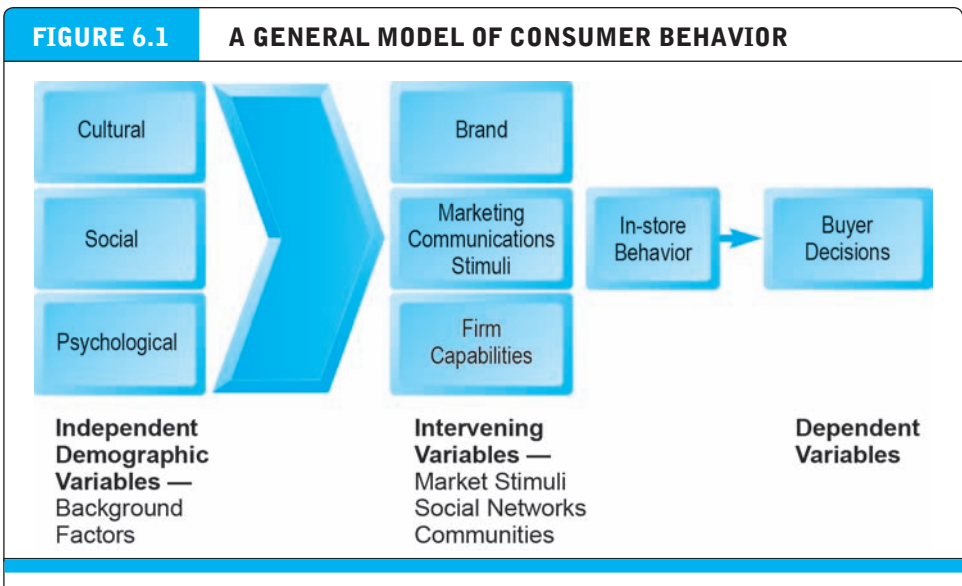 FIGURE 6.1 A GENERAL MODEL OF CONSUMER BEHAVIOR
Cultural
Social
Psychological
Brand
Marketing
Communications
Stimuli
Firm
Capabilities
In-store
Behavior
Buyer
Decisions
Independent
Demographic
Variables —
Background
Factors
Intervening
Variables —
Market Stimuli
Social Networks
Communities
Dependent
Variables